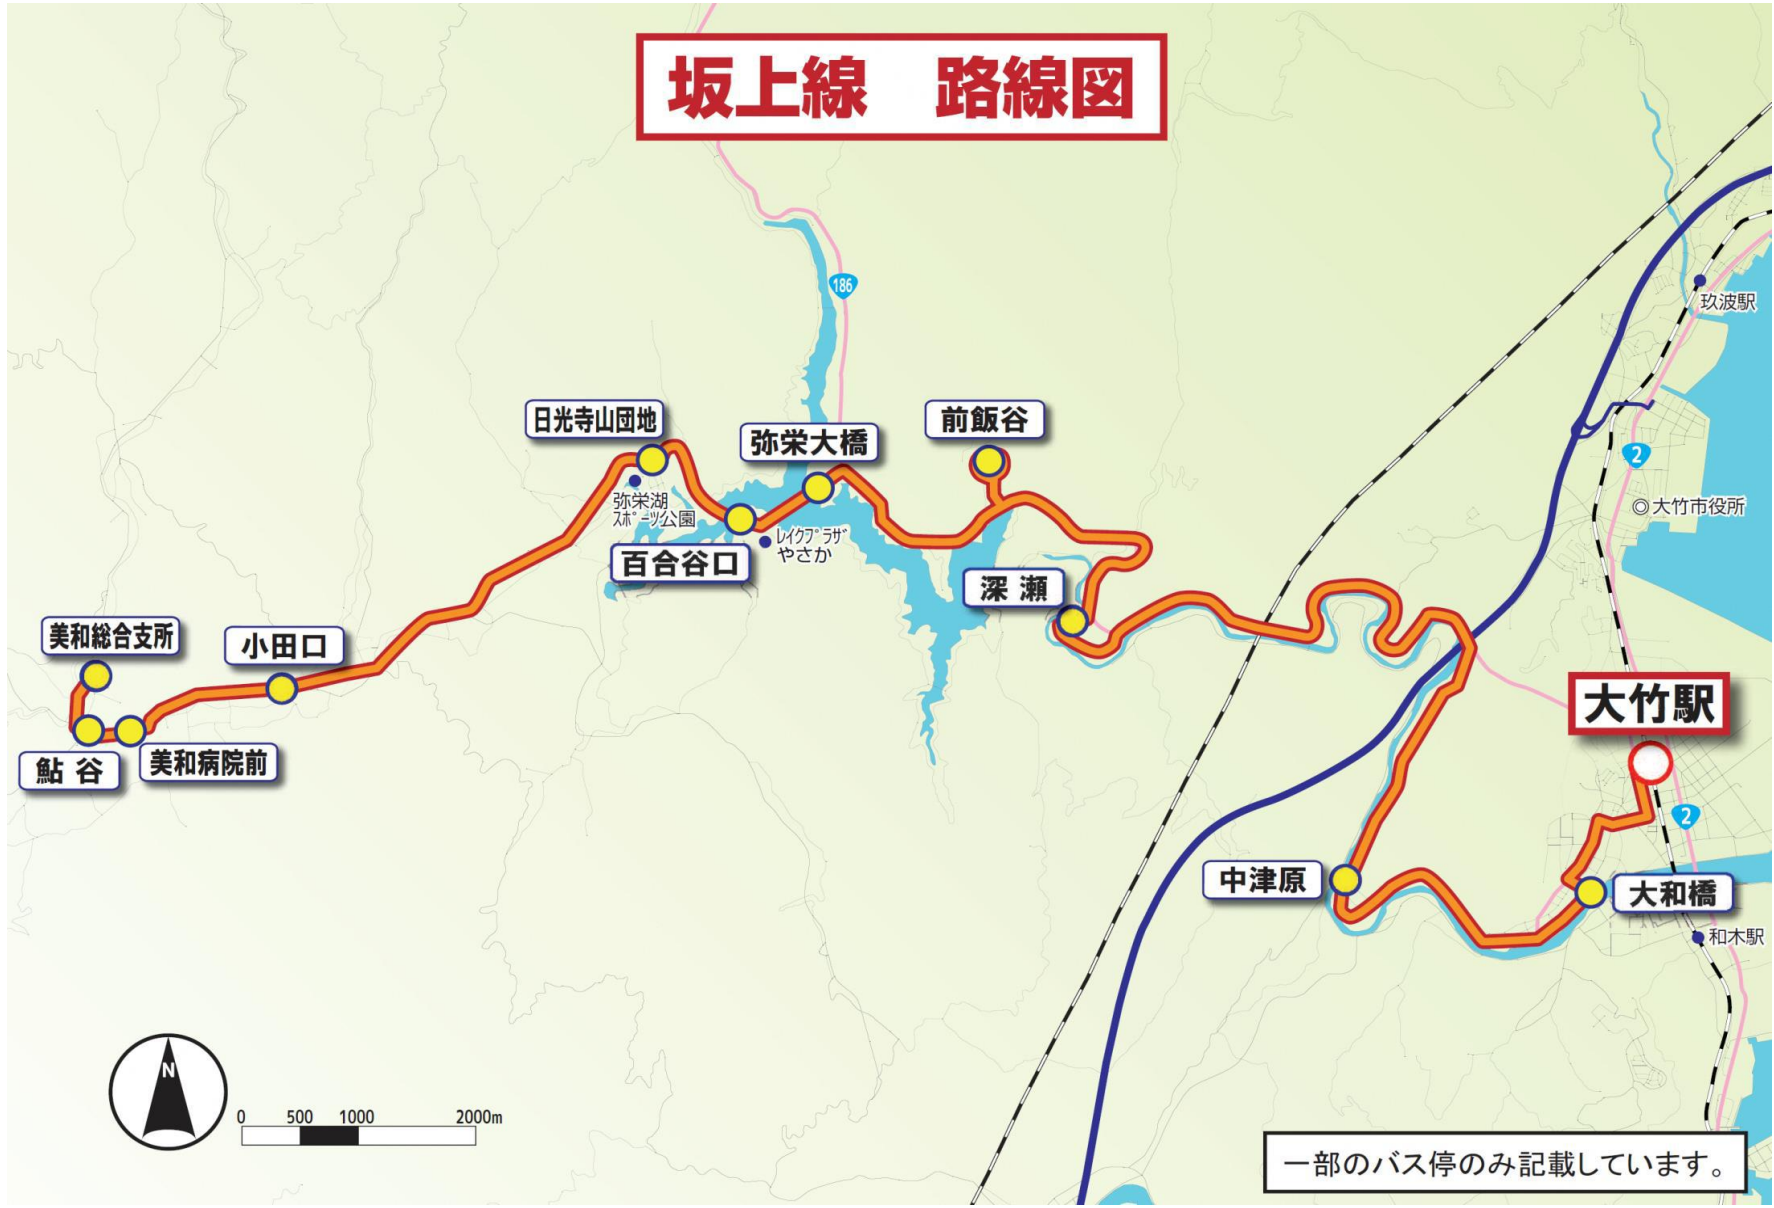 坂上線　路線図
186
玖波駅
日光寺山団地
弥栄大橋
前飯谷
2
弥栄湖
スポーツ公園
大竹市役所
レイクプラザ
やさか
百合谷口
深 瀬
美和総合支所
小田口
大竹駅
鮎 谷
美和病院前
2
中津原
大和橋
和木駅
N
0 500 1000 2000m
一部のバス停のみ記載しています。